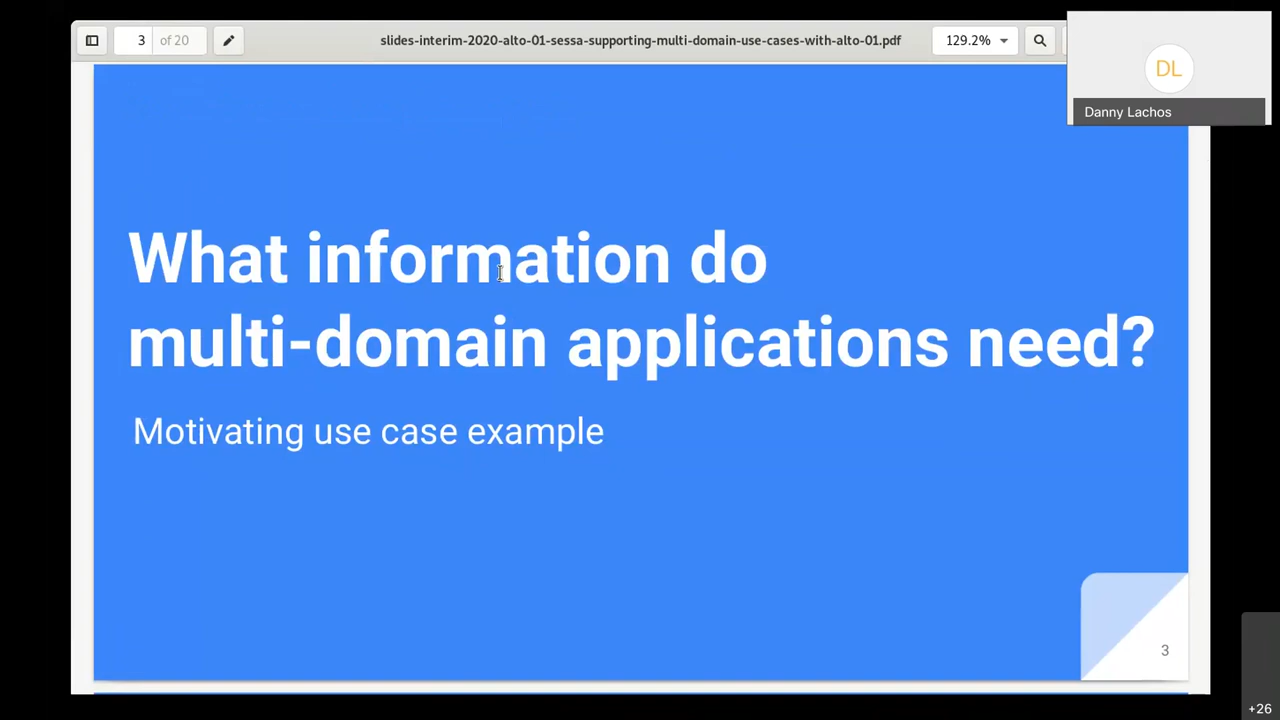 3 of 20
slides-interim-2020-alto-01-sessa-supporting-multi-domain-use-cases-with-alto-01.pdf
129.2%
DL
Danny Lachos
What information do
multi-domain applications need?
Motivating use case example
3
+26